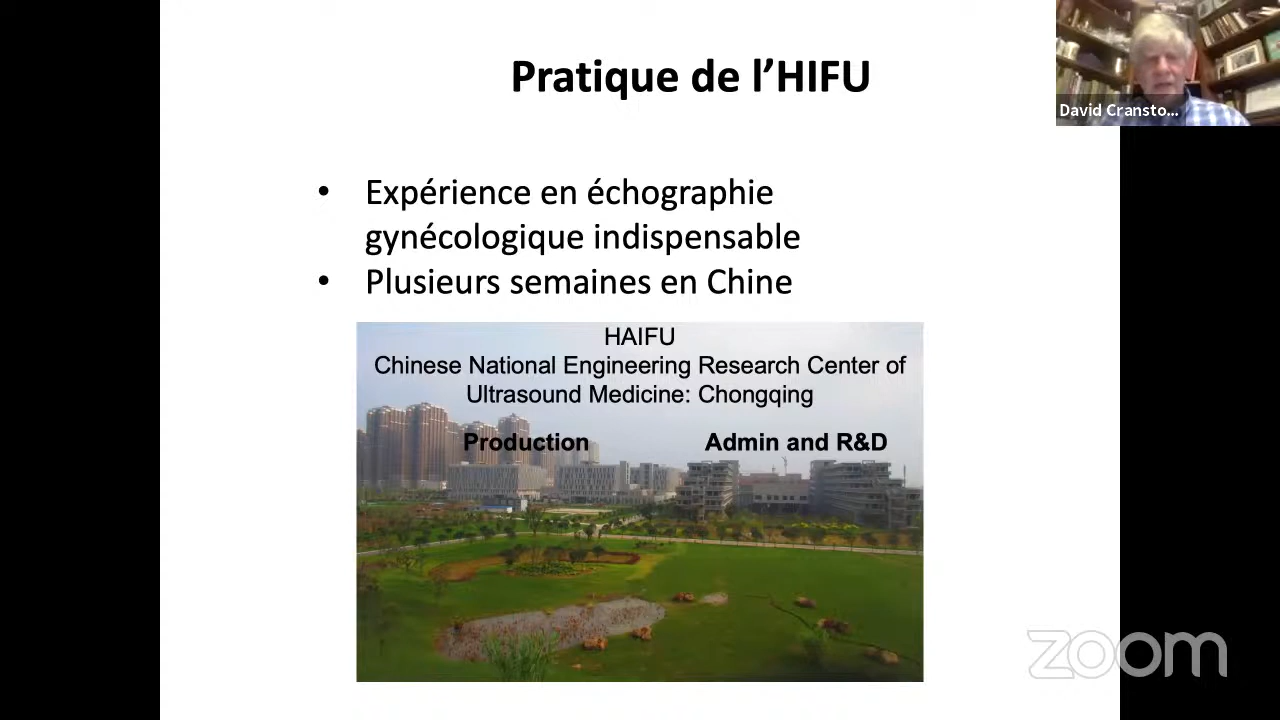 Pratique de l’HIFU
David Cransto...
• Expérience en échographie
gynécologique indispensable
• Plusieurs semaines en Chine
HAIFU
Chinese National Engineering Research Center of
Ultrasound Medicine: Chongqing
Production
Admin and R&D
zoom